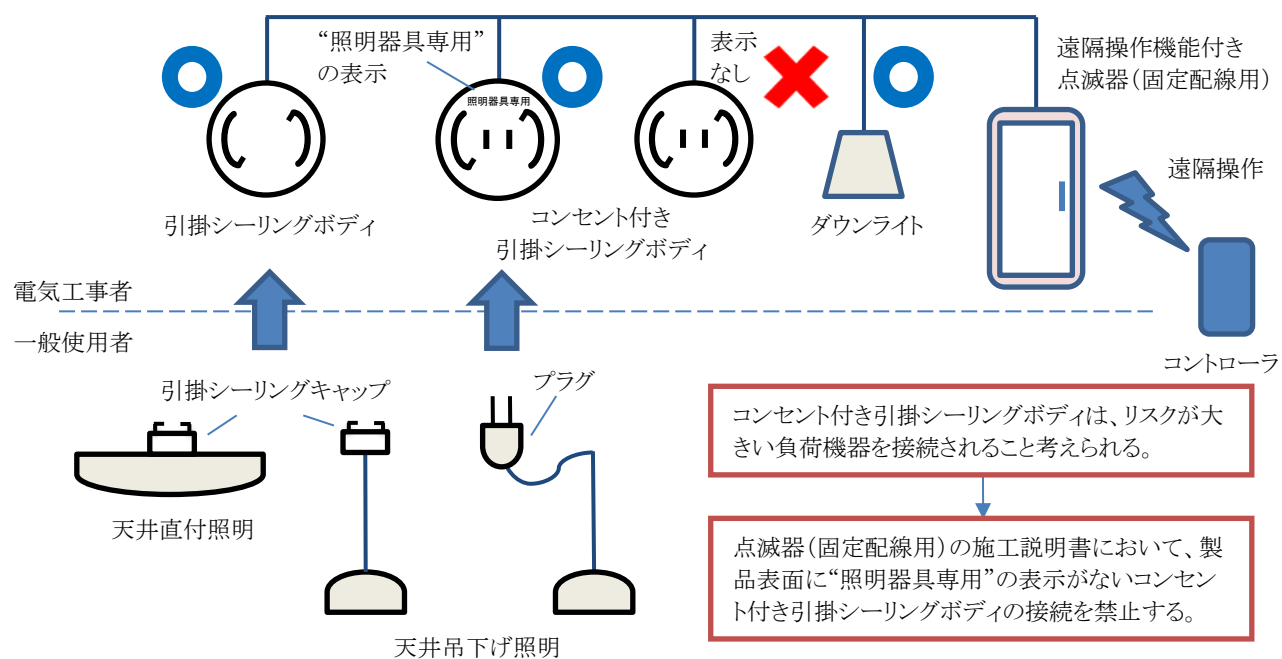 “照明器具専用”
の表示
表示
なし
遠隔操作機能付き
点滅器(固定配線用)
照明器具専用
遠隔操作
引掛シーリングボディ
コンセント付き
引掛シーリングボディ
ダウンライト
電気工事者
一般使用者
コントローラ
引掛シーリングキャップ
プラグ
コンセント付き引掛シーリングボディは、リスクが大
きい負荷機器を接続されること考えられる。
天井直付照明
点滅器(固定配線用)の施工説明書において、製
品表面に“照明器具専用”の表示がないコンセン
ト付き引掛シーリングボディの接続を禁止する。
天井吊下げ照明